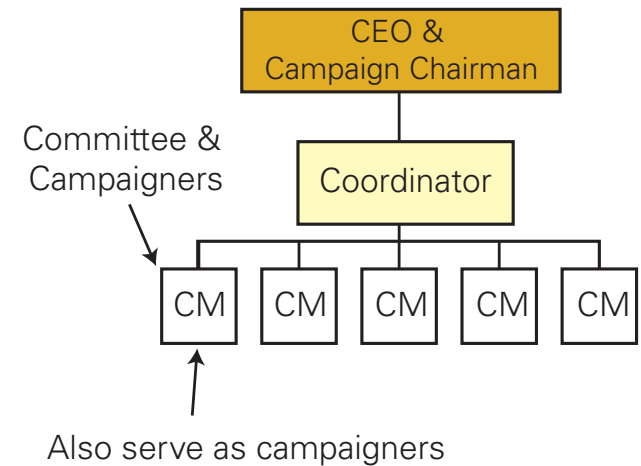 CEO &
Campaign Chairman
Committee &
Campaigners
Coordinator
CM CM CM CM CM
Also serve as campaigners